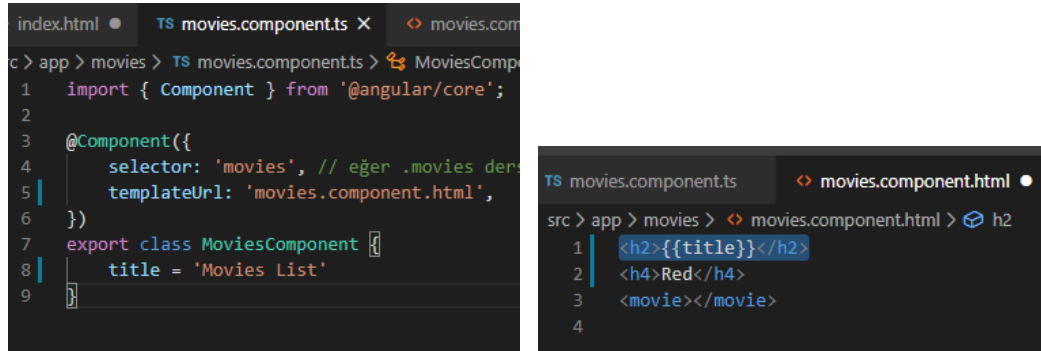 index.html ● TS movies.component.ts × <> movies.com
rc > app > movies > TS movies.component.ts > MoviesCompo
1 import { Component } from '@angular/core';
2
3 @Component({
4 selector: 'movies', // eğer .movies ders
5 templateUrl: 'movies.component.html',
6 })
7 export class MoviesComponent {
8 title = 'Movies List'
9 }
TS movies.component.ts <> movies.component.html ●
src > app > movies > <> movies.component.html > h2
1 <h2>{{title}}</h2>
2 <h4>Red</h4>
3 <movie></movie>
4